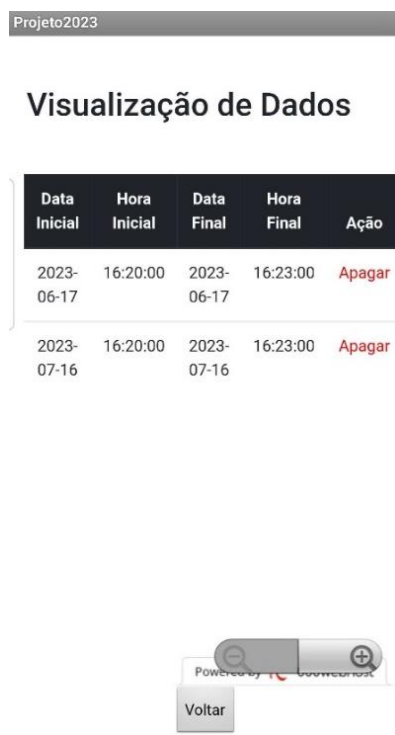 Projeto2023
Visualização de Dados
Data Hora Data Hora
Inicial Inicial Final Final Ação
2023- 16:20:00 2023- 16:23:00 Apagar
06-17 06-17
2023- 16:20:00 2023- 16:23:00 Apagar
07-16 07-16
Powered by
Voltar